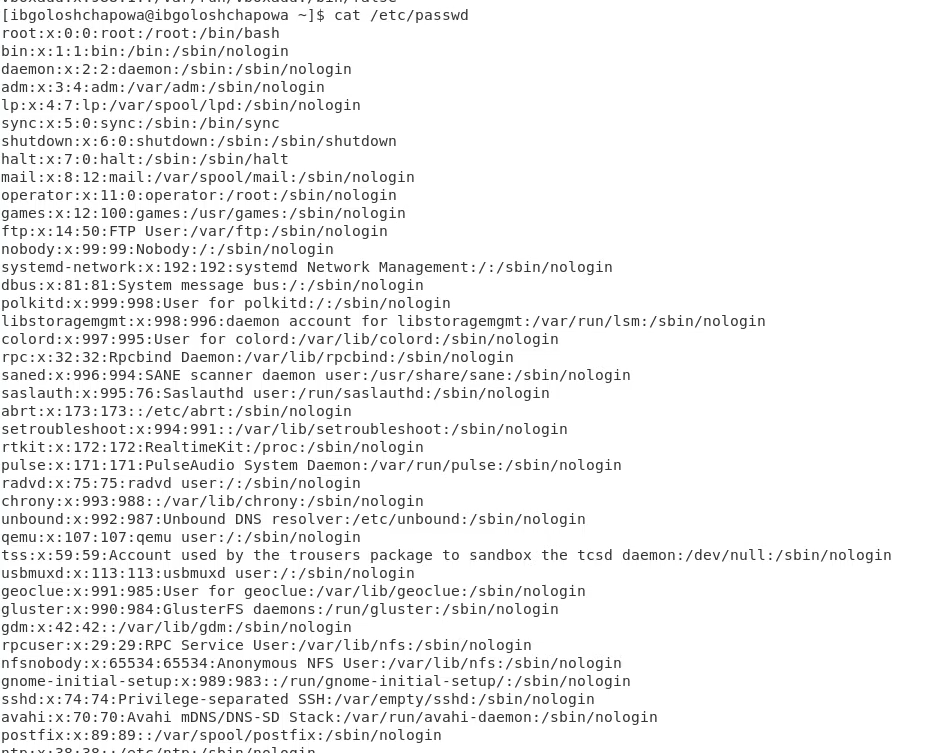 [ibgoloshchapowa@ibgoloshchapowa ~]$ cat /etc/passwd
root:x:0:0:root:/root:/bin/bash
bin:x:1:1:bin:/bin:/sbin/nologin
daemon:x:2:2:daemon:/sbin:/sbin/nologin
adm:x:3:4:adm:/var/adm:/sbin/nologin
lp:x:4:7:lp:/var/spool/lpd:/sbin/nologin
sync:x:5:0:sync:/sbin:/bin/sync
shutdown:x:6:0:shutdown:/sbin:/sbin/shutdown
halt:x:7:0:halt:/sbin:/sbin/halt
mail:x:8:12:mail:/var/spool/mail:/sbin/nologin
operator:x:11:0:operator:/root:/sbin/nologin
games:x:12:100:games:/usr/games:/sbin/nologin
ftp:x:14:50:FTP User:/var/ftp:/sbin/nologin
nobody:x:99:99:Nobody:/:/sbin/nologin
systemd-network:x:192:192:systemd Network Management:/:/sbin/nologin
dbus:x:81:81:System message bus:/:/sbin/nologin
polkitd:x:999:998:User for polkitd:/:/sbin/nologin
libstoragemgmt:x:998:996:daemon account for libstoragemgmt:/var/run/lsm:/sbin/nologin
colord:x:997:995:User for colord:/var/lib/colord:/sbin/nologin
rpc:x:32:32:Rpcbind Daemon:/var/lib/rpcbind:/sbin/nologin
saned:x:996:994:SANE scanner daemon user:/usr/share/sane:/sbin/nologin
saslauth:x:995:76:Saslauthd user:/run/saslauthd:/sbin/nologin
abrt:x:173:173::/etc/abrt:/sbin/nologin
setroubleshoot:x:994:991::/var/lib/setroubleshoot:/sbin/nologin
rtkit:x:172:172:RealtimeKit:/proc:/sbin/nologin
pulse:x:171:171:PulseAudio System Daemon:/var/run/pulse:/sbin/nologin
radvd:x:75:75:radvd user:/:/sbin/nologin
chrony:x:993:988::/var/lib/chrony:/sbin/nologin
unbound:x:992:987:Unbound DNS resolver:/etc/unbound:/sbin/nologin
qemu:x:107:107:qemu user:/:/sbin/nologin
tss:x:59:59:Account used by the trousers package to sandbox the tcsd daemon:/dev/null:/sbin/nologin
usbmuxd:x:113:113:usbmuxd user:/:/sbin/nologin
geoclue:x:991:985:User for geoclue:/var/lib/geoclue:/sbin/nologin
gluster:x:990:984:GlusterFS daemons:/run/gluster:/sbin/nologin
gdm:x:42:42::/var/lib/gdm:/sbin/nologin
rpcuser:x:29:29:RPC Service User:/var/lib/nfs:/sbin/nologin
nfsnobody:x:65534:65534:Anonymous NFS User:/var/lib/nfs:/sbin/nologin
gnome-initial-setup:x:989:983::/run/gnome-initial-setup/:/sbin/nologin
sshd:x:74:74:Privilege-separated SSH:/var/empty/sshd:/sbin/nologin
avahi:x:70:70:Avahi mDNS/DNS-SD Stack:/var/run/avahi-daemon:/sbin/nologin
postfix:x:89:89::/var/spool/postfix:/sbin/nologin
ntp:x:38:38::/etc/ntp:/sbin/nologin